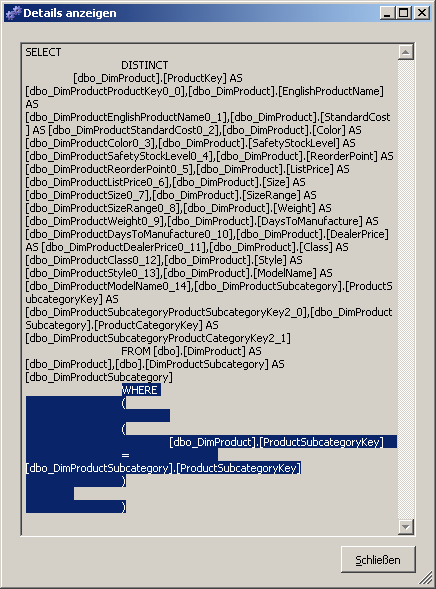 Details anzeigen
SELECT
DISTINCT
[dbo_DimProduct].[ProductKey] AS
[dbo_DimProductProductKey0_0],[dbo_DimProduct].[EnglishProductName]
AS
[dbo_DimProductEnglishProductName0_1],[dbo_DimProduct].[StandardCost
] AS [dbo_DimProductStandardCost0_2],[dbo_DimProduct].[Color] AS
[dbo_DimProductColor0_3],[dbo_DimProduct].[SafetyStockLevel] AS
[dbo_DimProductSafetyStockLevel0_4],[dbo_DimProduct].[ReorderPoint] AS
[dbo_DimProductReorderPoint0_5],[dbo_DimProduct].[ListPrice] AS
[dbo_DimProductListPrice0_6],[dbo_DimProduct].[Size] AS
[dbo_DimProductSize0_7],[dbo_DimProduct].[SizeRange] AS
[dbo_DimProductSizeRange0_8],[dbo_DimProduct].[Weight] AS
[dbo_DimProductWeight0_9],[dbo_DimProduct].[DaysToManufacture] AS
[dbo_DimProductDaysToManufacture0_10],[dbo_DimProduct].[DealerPrice]
AS [dbo_DimProductDealerPrice0_11],[dbo_DimProduct].[Class] AS
[dbo_DimProductClass0_12],[dbo_DimProduct].[Style] AS
[dbo_DimProductStyle0_13],[dbo_DimProduct].[ModelName] AS
[dbo_DimProductModelName0_14],[dbo_DimProductSubcategory].[ProductS
ubcategoryKey] AS
[dbo_DimProductSubcategoryProductSubcategoryKey2_0],[dbo_DimProduct
Subcategory].[ProductCategoryKey] AS
[dbo_DimProductSubcategoryProductCategoryKey2_1]
FROM [dbo].[DimProduct] AS
[dbo_DimProduct],[dbo].[DimProductSubcategory] AS
[dbo_DimProductSubcategory]
WHERE
(
(
[dbo_DimProduct].[ProductSubcategoryKey]
=
[dbo_DimProductSubcategory].[ProductSubcategoryKey]
)
)
Schließen